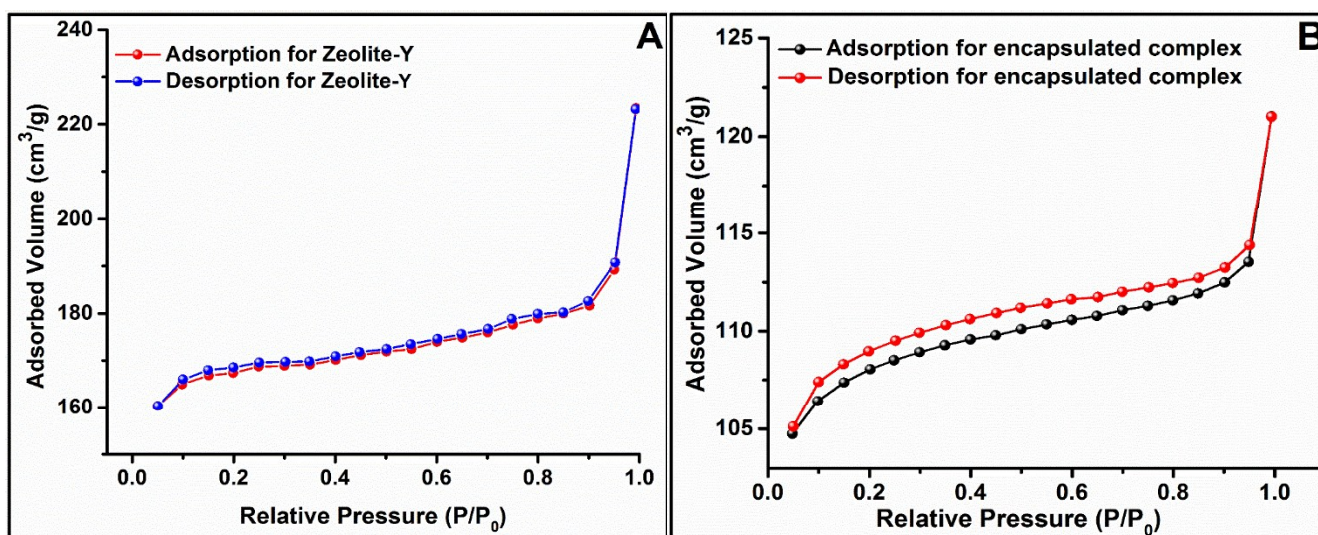 A
Adsorption for Zeolite-Y
Desorption for Zeolite-Y
240
220
200
180
160
Adsorbed Volume (cm³/g)
0.0 0.2 0.4 0.6 0.8 1.0
Relative Pressure (P/P₀)
B
Adsorption for encapsulated complex
Desorption for encapsulated complex
125
120
115
110
105
Adsorbed Volume (cm³/g)
0.0 0.2 0.4 0.6 0.8 1.0
Relative Pressure (P/P₀)